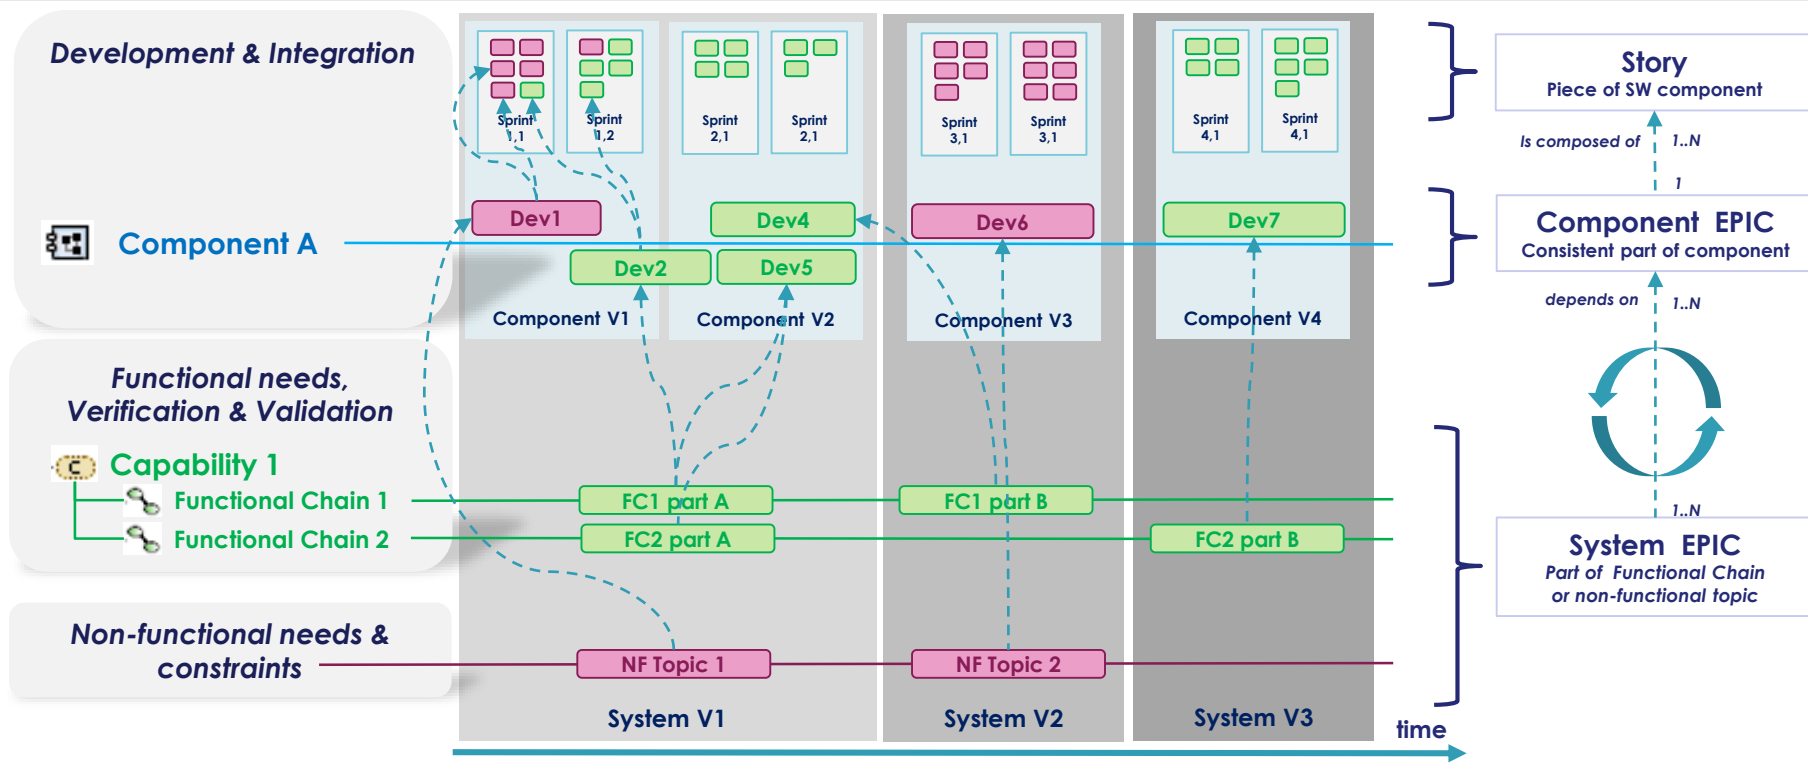 Development & Integration
Component A
Functional needs,
Verification & Validation
C
Capability 1
Functional Chain 1
Functional Chain 2
Non-functional needs &
constraints
Sprint
1,1
Sprint
1,2
Sprint
2,1
Sprint
2,1
Sprint
3,1
Sprint
3,1
Sprint
4,1
Sprint
4,1
Dev1
Dev4
Dev6
Dev7
Dev2
Dev5
Component V1
Component V2
Component V3
Component V4
FC1 part A
FC1 part B
FC2 part A
FC2 part B
NF Topic 1
NF Topic 2
System V1
System V2
System V3
time
Story
Piece of SW component
Is composed of
1..N
1
Component EPIC
Consistent part of component
depends on
1..N
1..N
System EPIC
Part of Functional Chain
or non-functional topic